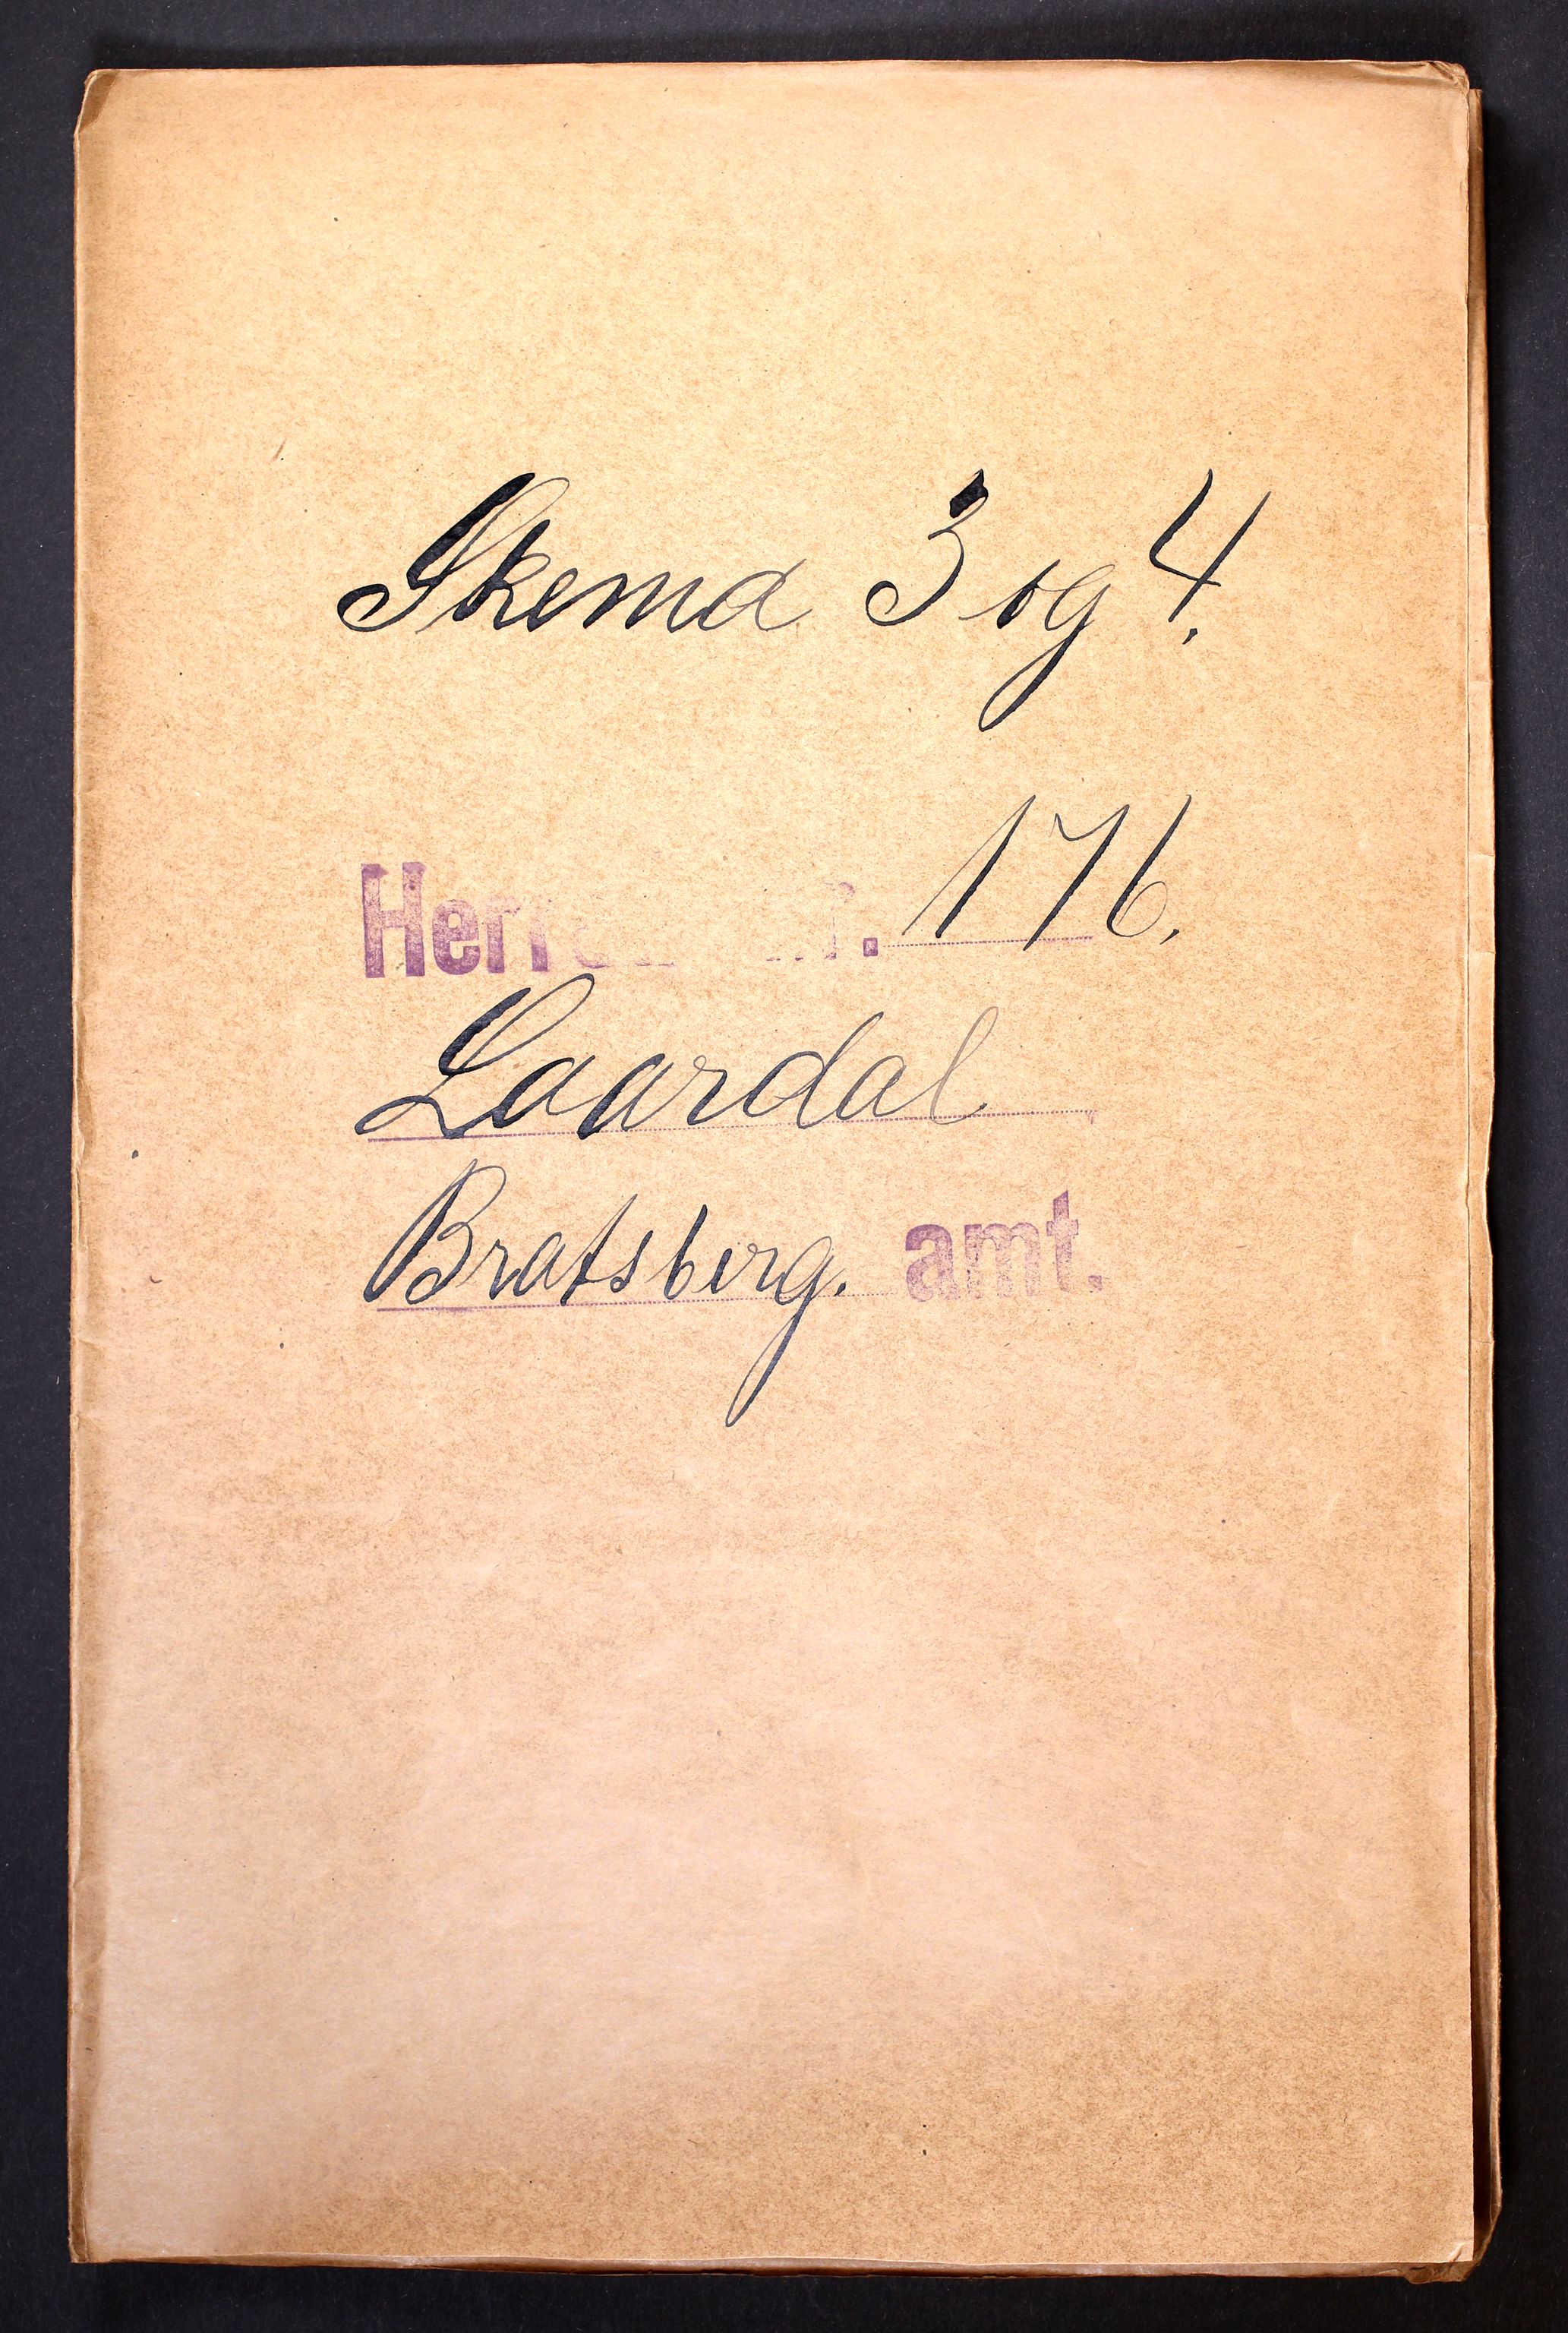 Skema 3 og 4.
Herred nr. 176.
Laardal
Bratsberg. amt.